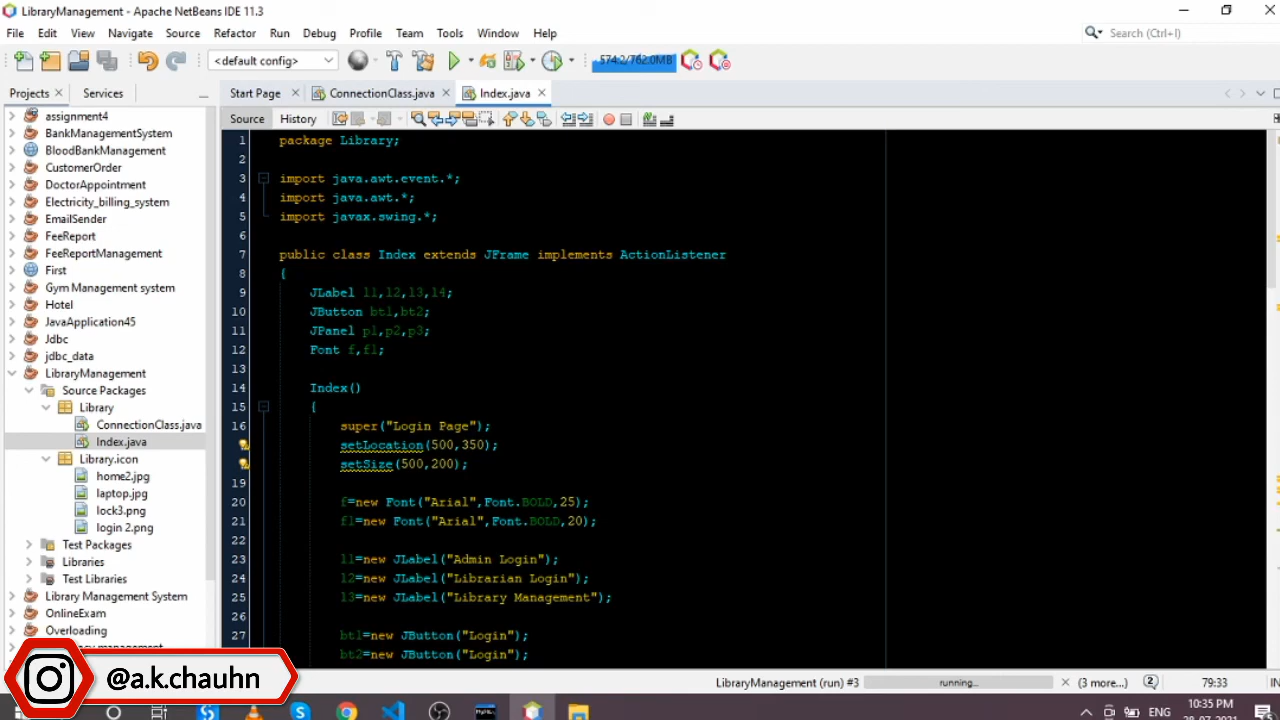 LibraryManagement - Apache NetBeans IDE 11.3
File Edit View Navigate Source Refactor Run Debug Profile Team Tools Window Help
Search (Ctrl+I)
<default config>
574.2/762.0MB
Projects Services
Start Page ConnectionClass.java Index.java
Source History
assignment4
BankManagementSystem
BloodBankManagement
CustomerOrder
DoctorAppointment
Electricity_billing_system
EmailSender
FeeReport
FeeReportManagement
First
Gym Management system
Hotel
JavaApplication45
Jdbc
jdbc_data
LibraryManagement
Source Packages
Library
ConnectionClass.java
Index.java
Library.icon
home2.jpg
laptop.jpg
lock3.png
login 2.png
Test Packages
Libraries
Test Libraries
Library Management System
OnlineExam
Overloading
1 package Library;
2
3 import java.awt.event.*;
4 import java.awt.*;
5 import javax.swing.*;
6
7 public class Index extends JFrame implements ActionListener
8 {
9 JLabel l1,l2,l3,l4;
10 JButton bt1,bt2;
11 JPanel p1,p2,p3;
12 Font f,f1;
13
14 Index()
15 {
16 super("Login Page");
setLocation(500,350);
setSize(500,200);
19
20 f=new Font("Arial",Font.BOLD,25);
21 f1=new Font("Arial",Font.BOLD,20);
22
23 l1=new JLabel("Admin Login");
24 l2=new JLabel("Librarian Login");
25 l3=new JLabel("Library Management");
26
27 bt1=new JButton("Login");
bt2=new JButton("Login");
@a.k.chauhn
LibraryManagement (run) #3 running... (3 more...) 79:33 IN
ENG 10:35 PM